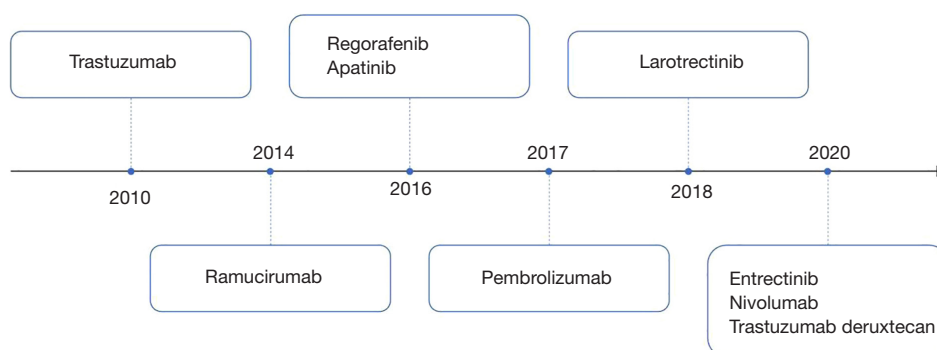 Trastuzumab
Regorafenib
Apatinib
Larotrectinib
2014
2017
2020
2010
2016
2018
Ramucirumab
Pembrolizumab
Entrectinib
Nivolumab
Trastuzumab deruxtecan